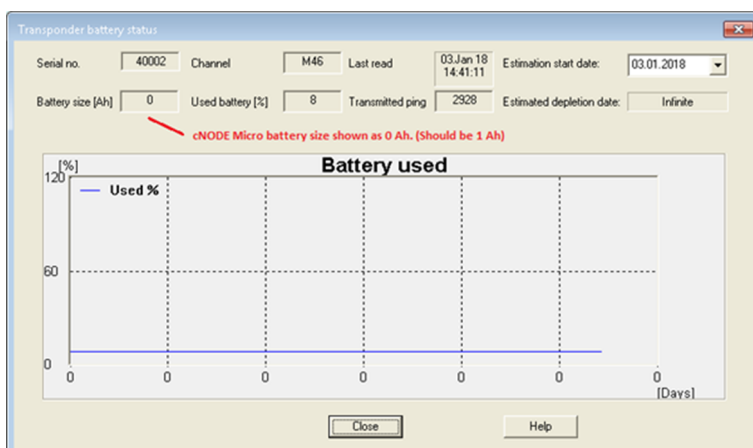 Transponder battery status
Serial no. 40002 Channel M46 Last read 03.Jan 18 14:41:11 Estimation start date: 03.01.2018
Battery size [Ah] 0 Used battery [%] 8 Transmitted ping 2928 Estimated depletion date: Infinite
cNODE Micro battery size shown as 0 Ah. (Should be 1 Ah)
Battery used
[%]
120
Used %
60
0
0 0 0 0 0 0 0
[Days]
Close Help